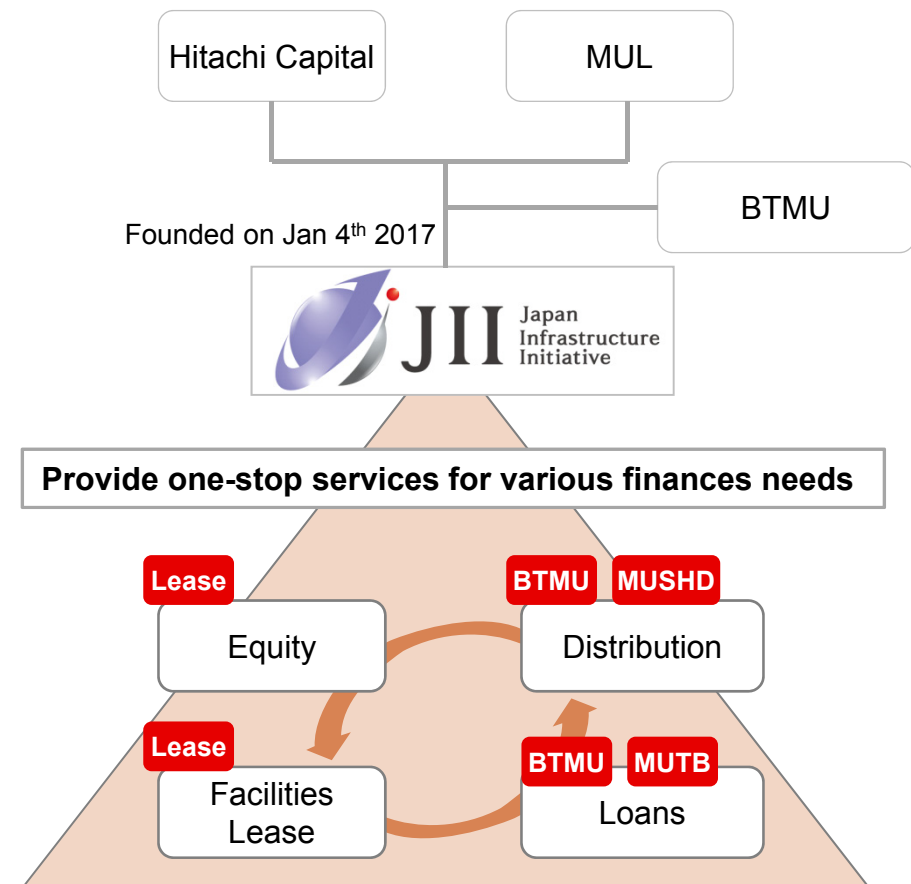 Hitachi Capital
MUL
BTMU
Founded on Jan 4th 2017
JII
Japan
Infrastructure
Initiative
Provide one-stop services for various finances needs
Lease
Equity
BTMU
MUSHD
Distribution
Lease
Facilities
Lease
BTMU
MUTB
Loans